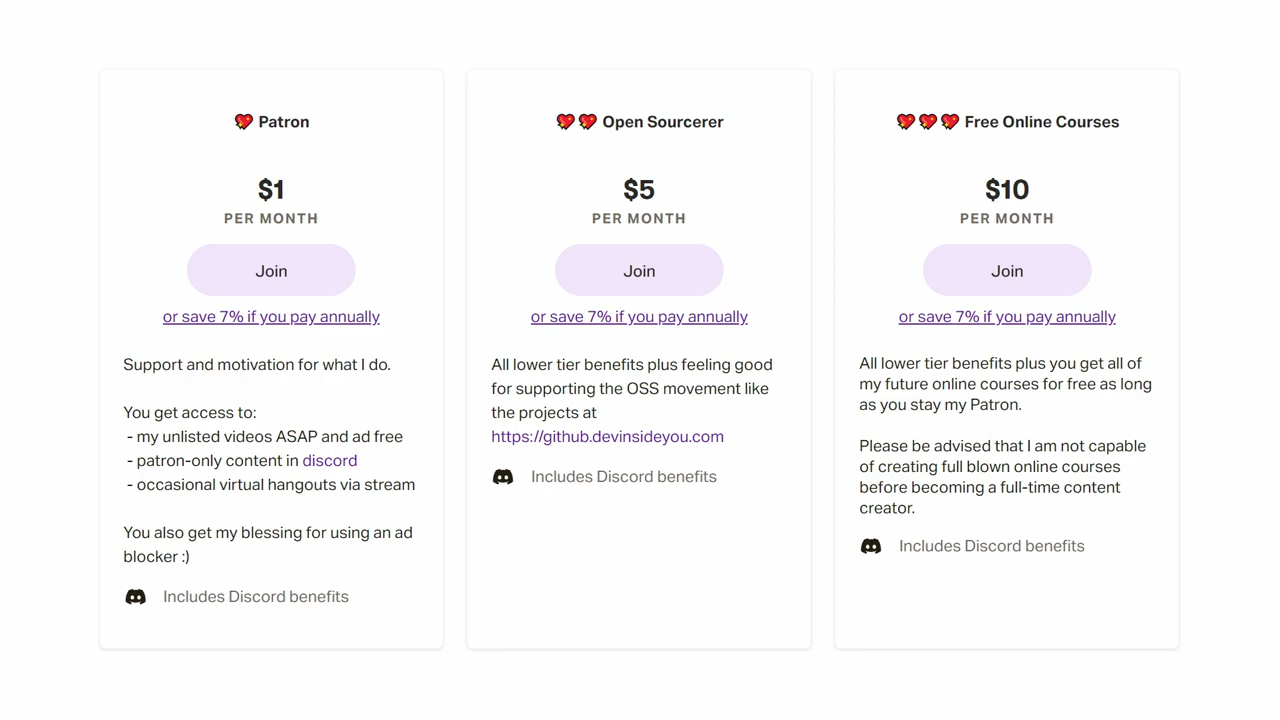 💖 Patron
$1
PER MONTH
Join
or save 7% if you pay annually
Support and motivation for what I do.
You get access to:
- my unlisted videos ASAP and ad free
- patron-only content in discord
- occasional virtual hangouts via stream
You also get my blessing for using an ad
blocker :)
Includes Discord benefits
💖💖 Open Sourcerer
$5
PER MONTH
Join
or save 7% if you pay annually
All lower tier benefits plus feeling good
for supporting the OSS movement like
the projects at
https://github.devinsideyou.com
Includes Discord benefits
💖💖💖 Free Online Courses
$10
PER MONTH
Join
or save 7% if you pay annually
All lower tier benefits plus you get all of
my future online courses for free as long
as you stay my Patron.
Please be advised that I am not capable
of creating full blown online courses
before becoming a full-time content
creator.
Includes Discord benefits